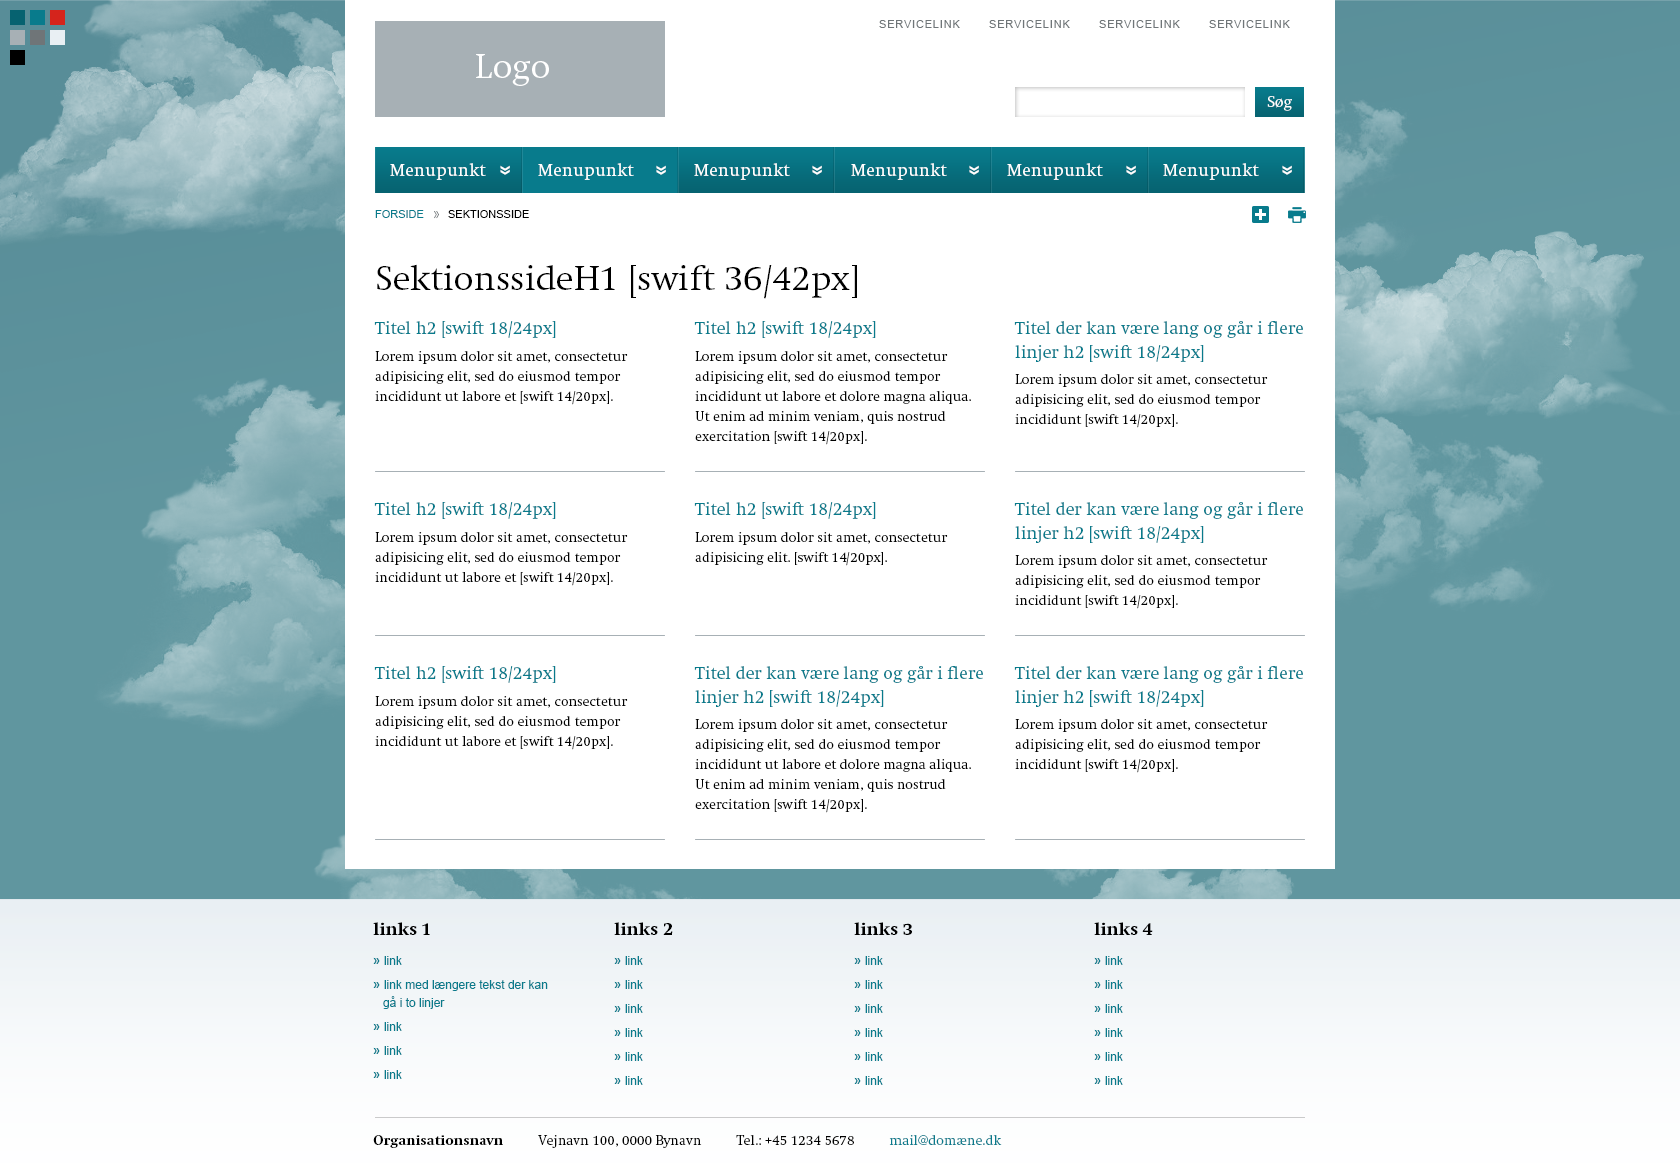 Logo
SERVICELINK SERVICELINK SERVICELINK SERVICELINK
Søg
Menupunkt Menupunkt Menupunkt Menupunkt Menupunkt Menupunkt
FORSIDE » SEKTIONSSIDE
SektionssideH1 [swift 36/42px]
Titel h2 [swift 18/24px]
Lorem ipsum dolor sit amet, consectetur
adipisicing elit, sed do eiusmod tempor
incididunt ut labore et [swift 14/20px].
Titel h2 [swift 18/24px]
Lorem ipsum dolor sit amet, consectetur
adipisicing elit, sed do eiusmod tempor
incididunt ut labore et dolore magna aliqua.
Ut enim ad minim veniam, quis nostrud
exercitation [swift 14/20px].
Titel der kan være lang og går i flere
linjer h2 [swift 18/24px]
Lorem ipsum dolor sit amet, consectetur
adipisicing elit, sed do eiusmod tempor
incididunt [swift 14/20px].
Titel h2 [swift 18/24px]
Lorem ipsum dolor sit amet, consectetur
adipisicing elit, sed do eiusmod tempor
incididunt ut labore et [swift 14/20px].
Titel h2 [swift 18/24px]
Lorem ipsum dolor sit amet, consectetur
adipisicing elit. [swift 14/20px].
Titel der kan være lang og går i flere
linjer h2 [swift 18/24px]
Lorem ipsum dolor sit amet, consectetur
adipisicing elit, sed do eiusmod tempor
incididunt [swift 14/20px].
Titel h2 [swift 18/24px]
Lorem ipsum dolor sit amet, consectetur
adipisicing elit, sed do eiusmod tempor
incididunt ut labore et [swift 14/20px].
Titel der kan være lang og går i flere
linjer h2 [swift 18/24px]
Lorem ipsum dolor sit amet, consectetur
adipisicing elit, sed do eiusmod tempor
incididunt ut labore et dolore magna aliqua.
Ut enim ad minim veniam, quis nostrud
exercitation [swift 14/20px].
Titel der kan være lang og går i flere
linjer h2 [swift 18/24px]
Lorem ipsum dolor sit amet, consectetur
adipisicing elit, sed do eiusmod tempor
incididunt [swift 14/20px].
links 1
» link
» link med længere tekst der kan
gå i to linjer
» link
» link
» link
links 2
» link
» link
» link
» link
» link
» link
links 3
» link
» link
» link
» link
» link
» link
links 4
» link
» link
» link
» link
» link
» link
Organisationsnavn Vejnavn 100, 0000 Bynavn Tel.: +45 1234 5678 mail@domæne.dk